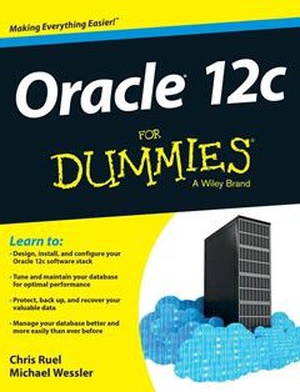 Making Everything Easier!™
Oracle® 12c
FOR
DUMMIES®
A Wiley Brand
Learn to:
• Design, install, and configure your
Oracle 12c software stack
• Tune and maintain your database
for optimal performance
• Protect, back up, and recover your
valuable data
• Manage your database better and
more easily than ever before
Chris Ruel
Michael Wessler